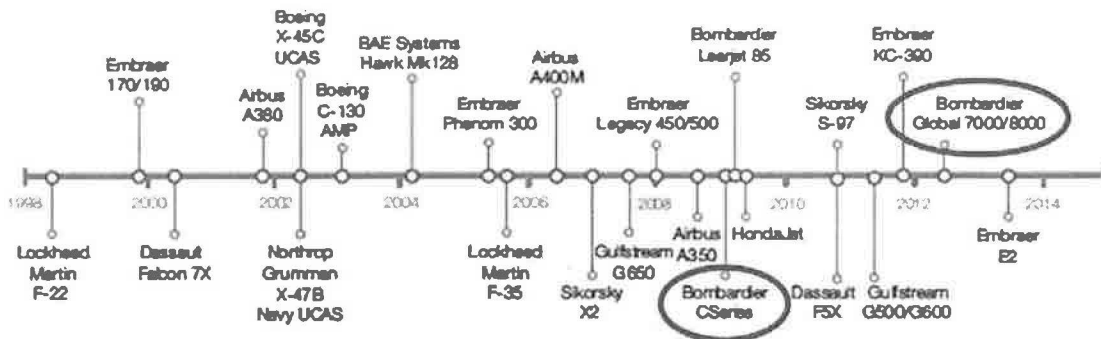 Boeing
X-45C
UCAS
BAE Systems
Hawk Mk128
Bombardier
Learjet 85
Embraer
KC-390
Embraer
170/190
Airbus
A380
Boeing
C-130
AMP
Embraer
Phenom 300
Airbus
A400M
Embraer
Legacy 450/500
Sikorsky
S-97
Bombardier
Global 7000/8000
1998
2000
2002
2004
2006
2008
2010
2012
2014
Lockheed
Martin
F-22
Dassault
Falcon 7X
Northrop
Grumman
X-47B
Navy UCAS
Lockheed
Martin
F-35
Sikorsky
X2
Gulfstream
G650
Airbus
A350
Bombardier
CSeries
HondaJet
Dassault
F5X
Gulfstream
G500/G600
Embraer
E2